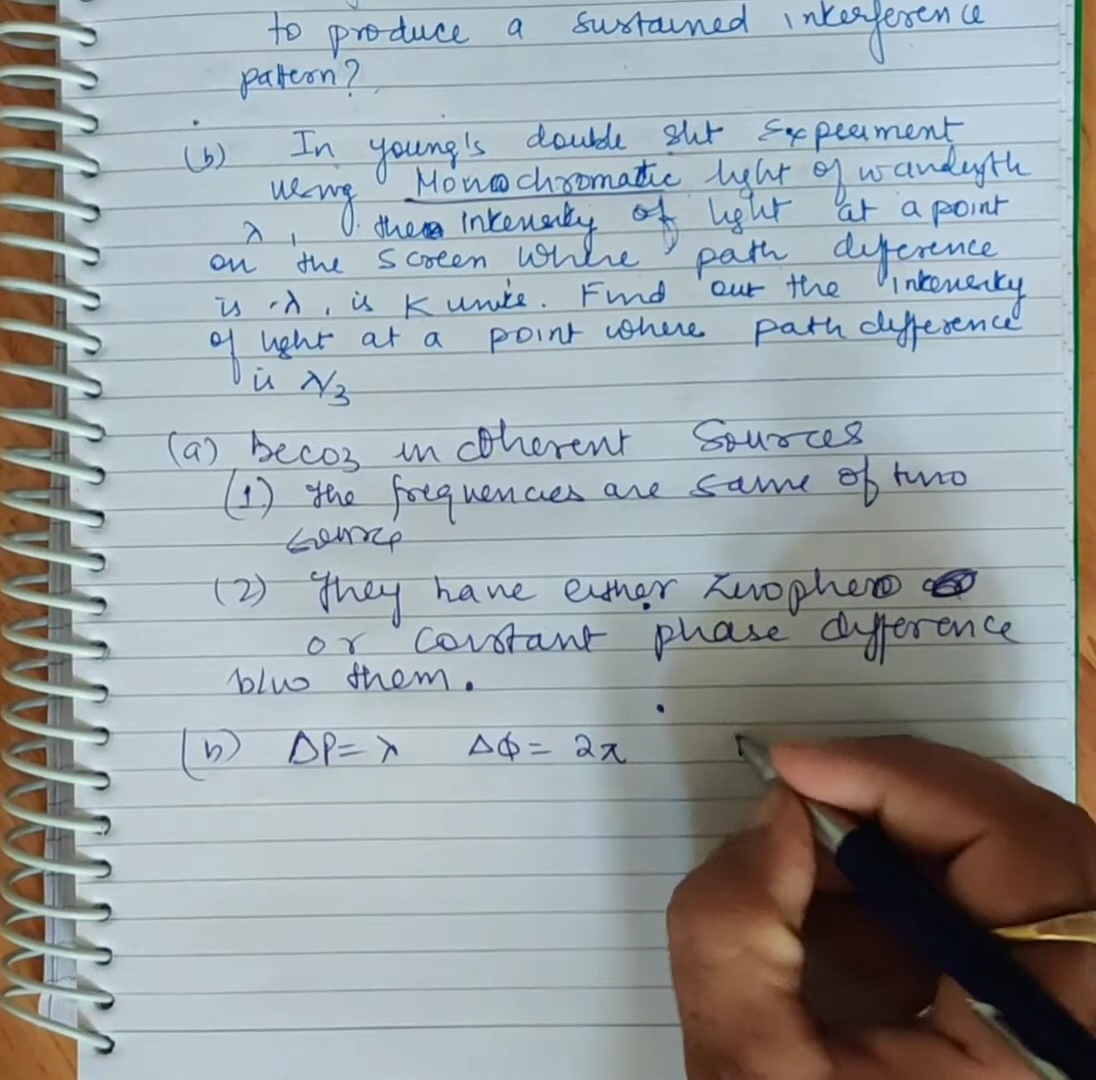 to produce a sustained interference
pattern?
(b) In young's double slit Experiment
using Monochromatic light of wavelength
λ, the intensity of light at a point
on the screen where path difference
is λ, is K units. Find out the intensity
of light at a point where path difference
is λ/3
(a) Becoz in coherent Sources
(1.) The frequencies are same of two
source
(2) They have either zero phase
or constant phase difference
b/w them.
(b) ΔP = λ Δφ = 2π